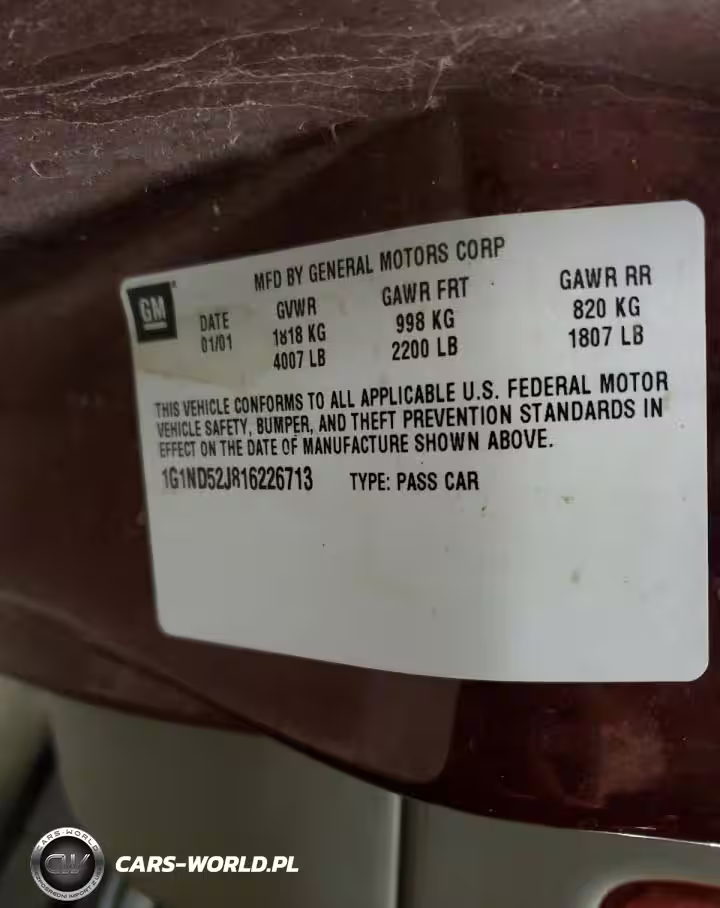 MFD BY GENERAL MOTORS CORP
GM
DATE GVWR GAWR FRT GAWR RR
01/01 1818 KG 998 KG 820 KG
4007 LB 2200 LB 1807 LB
THIS VEHICLE CONFORMS TO ALL APPLICABLE U.S. FEDERAL MOTOR
VEHICLE SAFETY, BUMPER, AND THEFT PREVENTION STANDARDS IN
EFFECT ON THE DATE OF MANUFACTURE SHOWN ABOVE.
1G1ND52J816226713 TYPE: PASS CAR
CARS-WORLD
CW
CARS-WORLD.PL